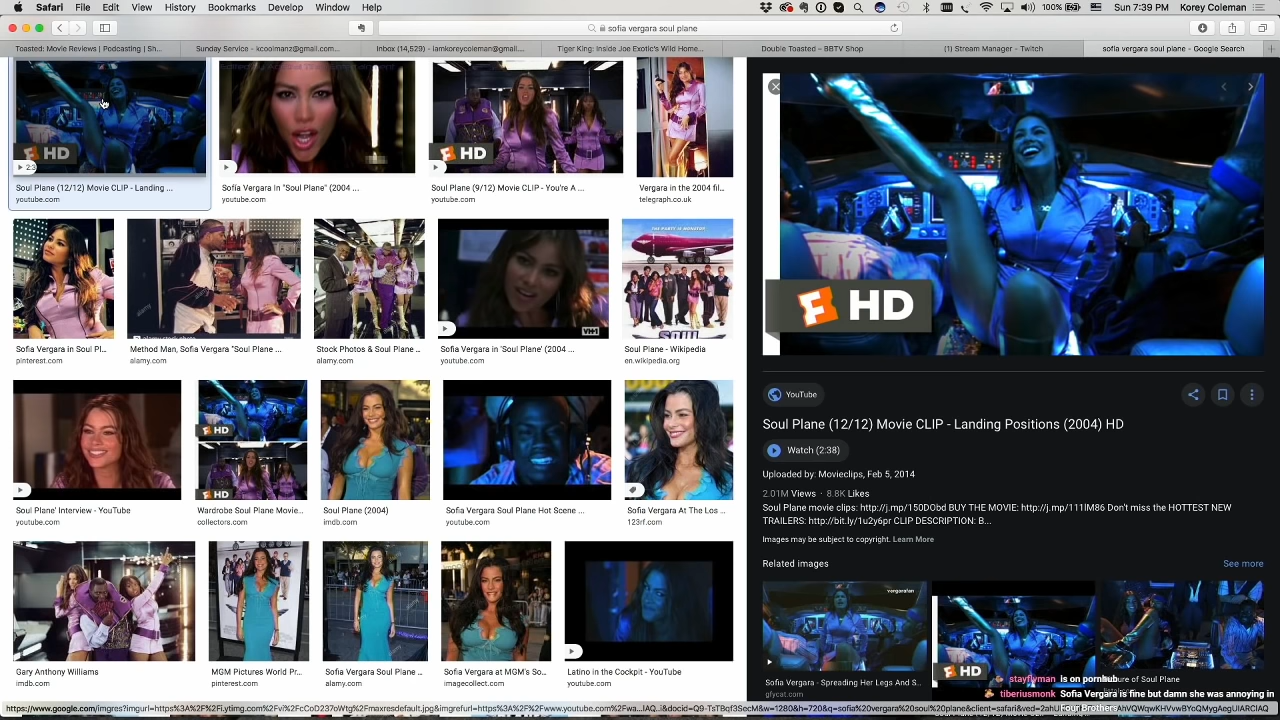 Safari File Edit View History Bookmarks Develop Window Help 100% Sun 7:39 PM Korey Coleman
sofia vergara soul plane
Toasted: Movie Reviews | Podcasting | Sh...
Sunday Service - kcoolmanz@gmail.com...
Inbox (14,529) - iamkoreycoleman@gmail....
Tiger King: Inside Joe Exotic's Wild Home...
Double Toasted – BBTV Shop
(1) Stream Manager - Twitch
sofia vergara soul plane - Google Search
HD
2:3
Soul Plane (12/12) Movie CLIP - Landing ...
youtube.com
Sofia Vergara In "Soul Plane" (2004 ...
youtube.com
HD
Soul Plane (9/12) Movie CLIP - You're A ...
youtube.com
Vergara in the 2004 fil...
telegraph.co.uk
Sofia Vergara in Soul Pl...
pinterest.com
alamy stock photo
Method Man, Sofia Vergara "Soul Plane ...
alamy.com
Stock Photos & Soul Plane ...
alamy.com
VH1
Sofia Vergara in 'Soul Plane' (2004 ...
youtube.com
SOUL
Soul Plane - Wikipedia
en.wikipedia.org
Soul Plane' Interview - YouTube
youtube.com
HD
HD
Wardrobe Soul Plane Movie...
collectors.com
Soul Plane (2004)
imdb.com
Sofia Vergara Soul Plane Hot Scene ...
youtube.com
Sofia Vergara At The Los ...
123rf.com
Gary Anthony Williams
imdb.com
MGM Pictures World Pr...
pinterest.com
Sofia Vergara Soul Plane ...
alamy.com
Sofia Vergara at MGM's So...
imagecollect.com
Latino in the Cockpit - YouTube
youtube.com
F HD
YouTube
Soul Plane (12/12) Movie CLIP - Landing Positions (2004) HD
Watch (2:38)
Uploaded by: Movieclips, Feb 5, 2014
2.01M Views · 8.8K Likes
Soul Plane movie clips: http://j.mp/150DObd BUY THE MOVIE: http://j.mp/111IM86 Don't miss the HOTTEST NEW
TRAILERS: http://bit.ly/1u2y6pr CLIP DESCRIPTION: B...
Images may be subject to copyright. Learn More
Related images
See more
vergarafan
Sofia Vergara - Spreading Her Legs And S...
gfycat.com
HD
stayflyman is on pornhub
tiberiusmonk Sofia Vergara is fine but damn she was annoying in
Four Brothers